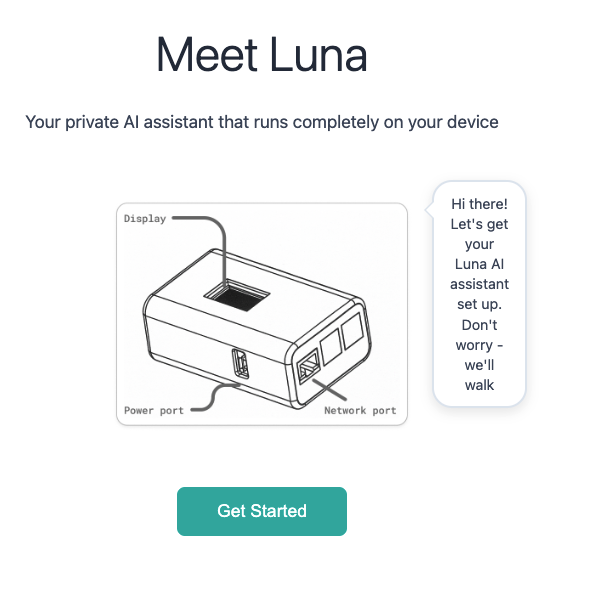 Meet Luna
Your private AI assistant that runs completely on your device
Display
Power port
Network port
Hi there!
Let's get
your
Luna AI
assistant
set up.
Don't
worry -
we'll
walk
Get Started